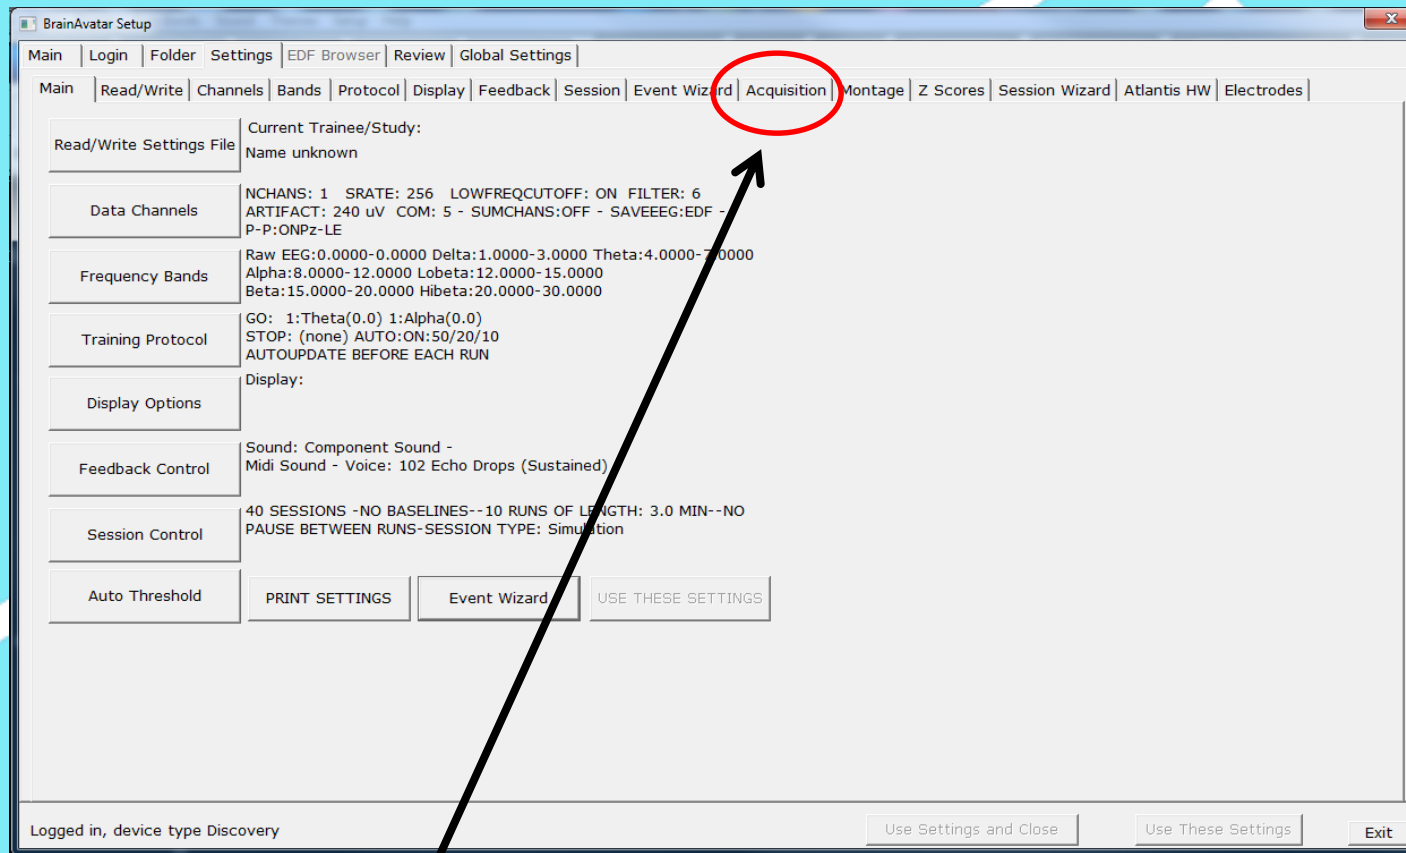 BrainAvatar Setup
Main Login Folder Settings EDF Browser Review Global Settings
Main Read/Write Channels Bands Protocol Display Feedback Session Event Wizard Acquisition Montage Z Scores Session Wizard Atlantis HW Electrodes
Read/Write Settings File
Current Trainee/Study:
Name unknown
Data Channels
NCHANS: 1 SRATE: 256 LOWFREQCUTOFF: ON FILTER: 6
ARTIFACT: 240 uV COM: 5 - SUMCHANS:OFF - SAVEEEG:EDF -
P-P:ONPz-LE
Frequency Bands
Raw EEG:0.0000-0.0000 Delta:1.0000-3.0000 Theta:4.0000-7.0000
Alpha:8.0000-12.0000 Lobeta:12.0000-15.0000
Beta:15.0000-20.0000 Hibeta:20.0000-30.0000
Training Protocol
GO: 1:Theta(0.0) 1:Alpha(0.0)
STOP: (none) AUTO:ON:50/20/10
AUTOUPDATE BEFORE EACH RUN
Display Options
Display:
Feedback Control
Sound: Component Sound -
Midi Sound - Voice: 102 Echo Drops (Sustained)
Session Control
40 SESSIONS -NO BASELINES--10 RUNS OF LENGTH: 3.0 MIN--NO
PAUSE BETWEEN RUNS-SESSION TYPE: Simulation
Auto Threshold
PRINT SETTINGS Event Wizard USE THESE SETTINGS
Logged in, device type Discovery
Use Settings and Close Use These Settings Exit